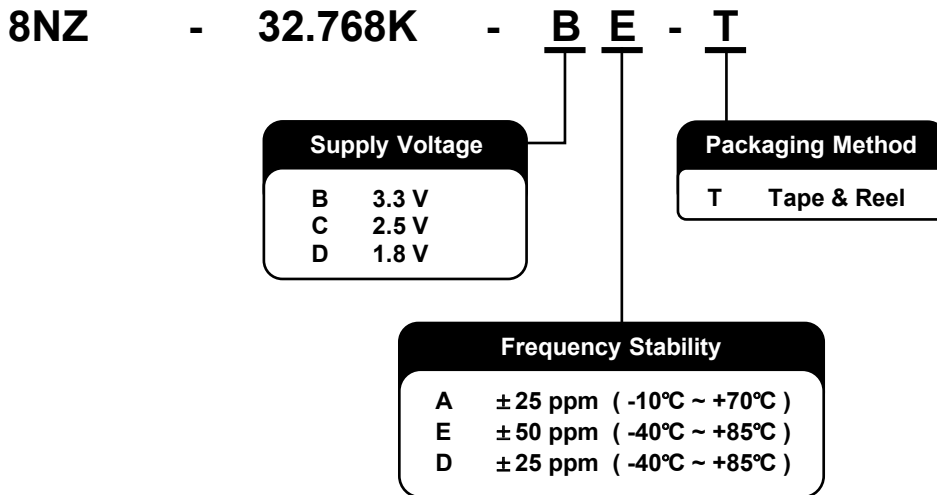 8NZ - 32.768K - B E - T
Supply Voltage
B 3.3 V
C 2.5 V
D 1.8 V
Packaging Method
T Tape & Reel
Frequency Stability
A ±25 ppm ( -10℃ ~ +70℃ )
E ±50 ppm ( -40℃ ~ +85℃ )
D ±25 ppm ( -40℃ ~ +85℃ )